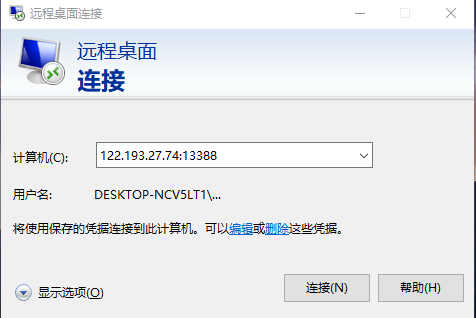 远程桌面连接
远程桌面
连接
计算机(C): 122.193.27.74:13388
用户名: DESKTOP-NCV5LT1\...
将使用保存的凭据连接到此计算机。可以编辑或删除这些凭据。
显示选项(O) 连接(N) 帮助(H)